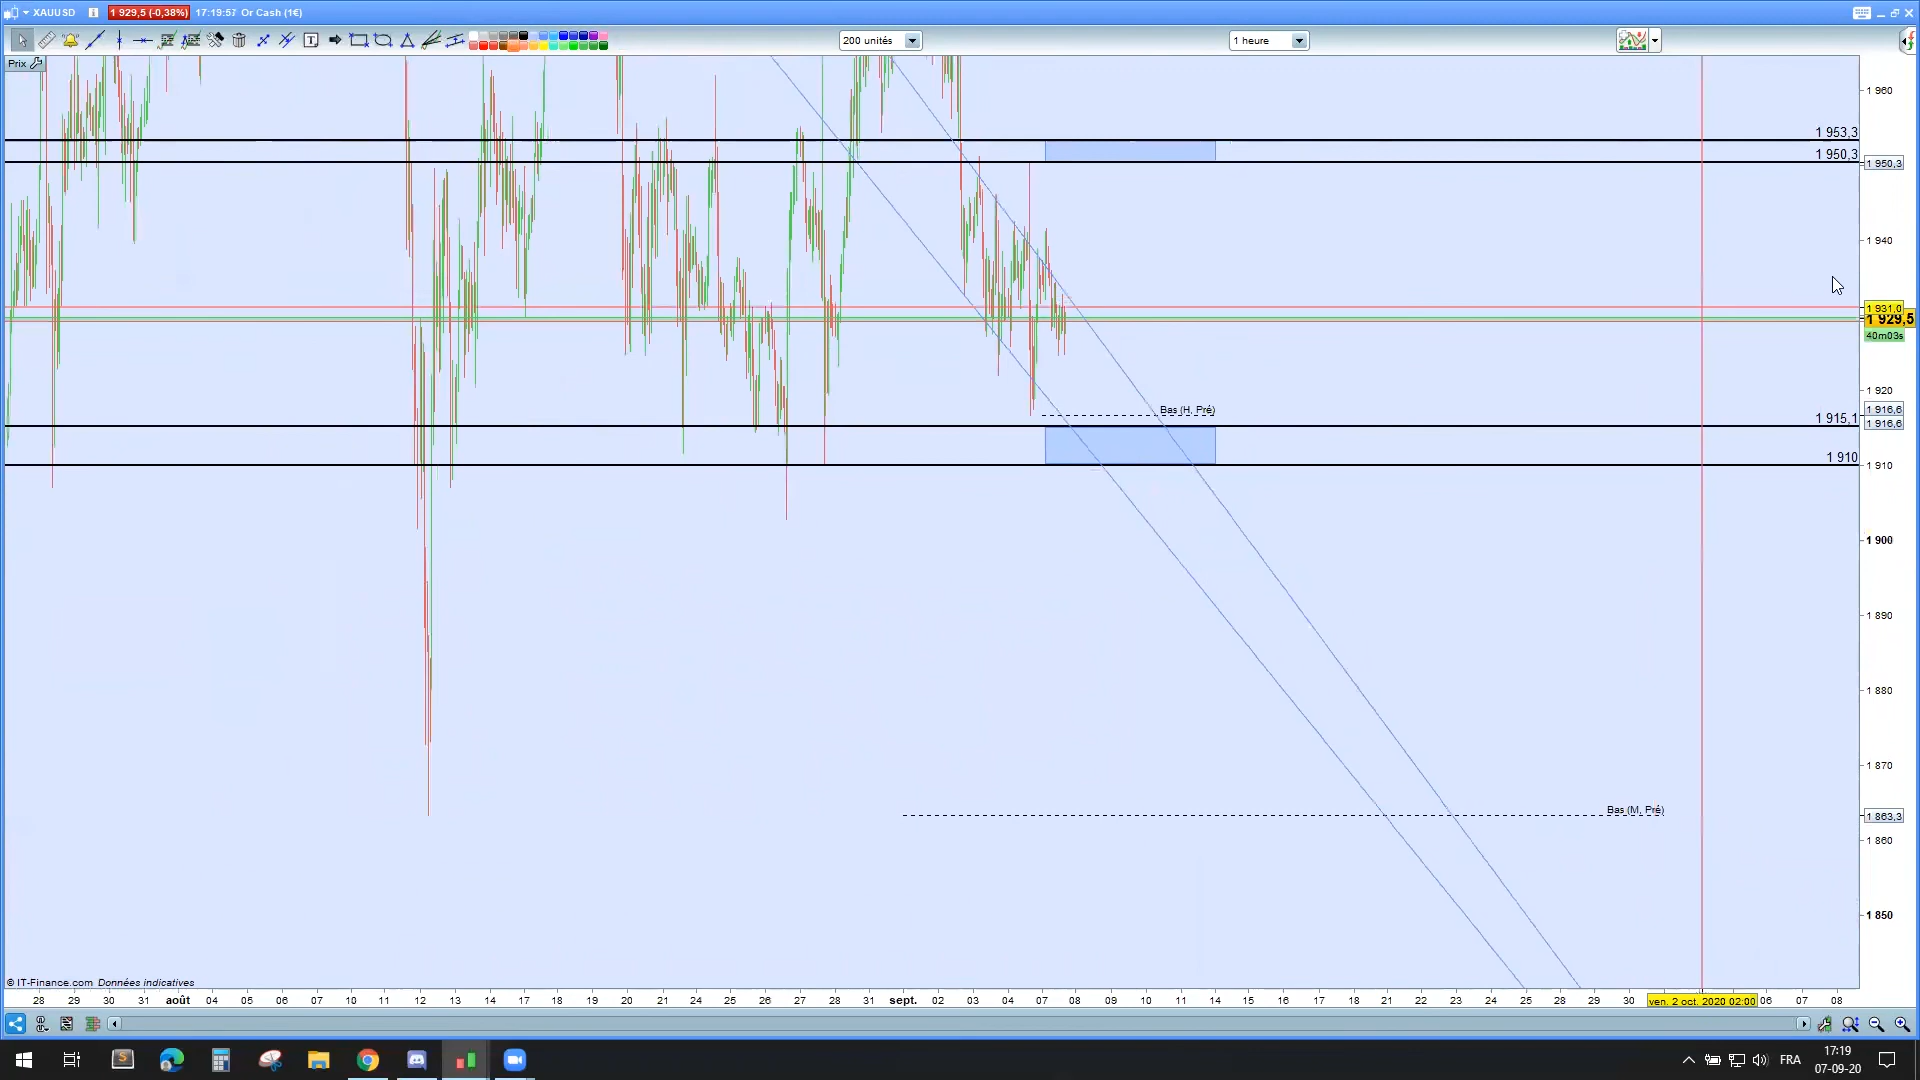 XAUUSD
1 929,5 (-0,38%)
17:19:57 Or Cash (1€)
200 unités
1 heure
Prix
1 960
1 953,3
1 950,3
1 950,3
1 940
1 931,0
1 929,5
40m03s
1 920
Bas (H, Pré)
1 916,6
1 915,1
1 916,6
1 910
1 910
1 900
1 890
1 880
1 870
Bas (M, Pré)
1 863,3
1 860
1 850
© IT-Finance.com Données indicatives
28 29 30 31 août 04 05 06 07 10 11 12 13 14 17 18 19 20 21 24 25 26 27 28 31 sept. 02 03 04 07 08 09 10 11 14 15 16 17 18 21 22 23 24 25 28 29 30 ven. 2 oct. 2020 02:00 06 07 08
FRA
17:19
07-09-20